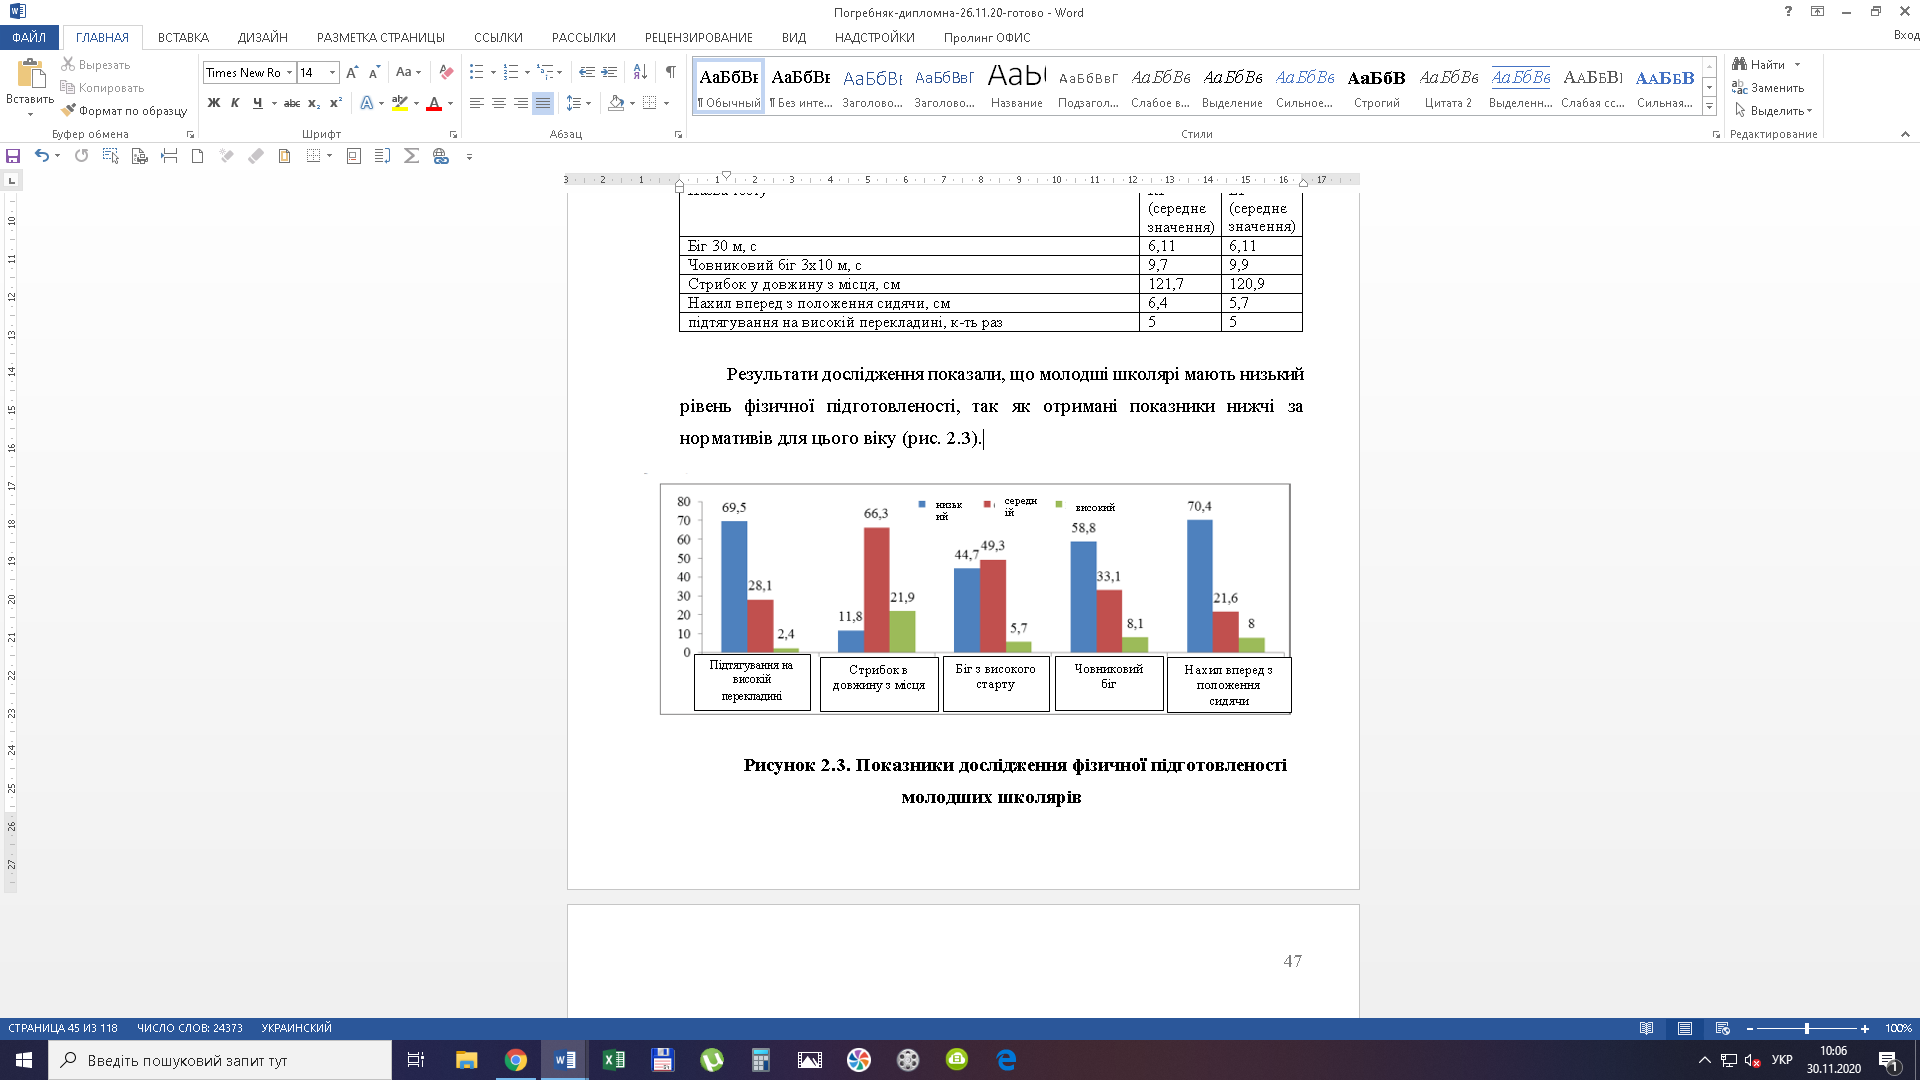 Погребняк-дипломна-26.11.20-готово - Word
ФАЙЛ ГЛАВНАЯ ВСТАВКА ДИЗАЙН РАЗМЕТКА СТРАНИЦЫ ССЫЛКИ РАССЫЛКИ РЕЦЕНЗИРОВАНИЕ ВИД НАДСТРОЙКИ Пролинг ОФИС Вход
Вставить
Вырезать
Копировать
Формат по образцу
Буфер обмена
Times New Ro 14
Шрифт
Абзац
¶ Обычный ¶ Без инте... Заголово... Заголово... Название Подзагол... Слабое в... Выделение Сильное... Строгий Цитата 2 Выделенн... Слабая сс... Сильная...
Стили
Найти
Заменить
Выделить
Редактирование
(середнє значення) (середнє значення)
Біг 30 м, с 6,11 6,11
Човниковий біг 3х10 м, с 9,7 9,9
Стрибок у довжину з місця, см 121,7 120,9
Нахил вперед з положення сидячи, см 6,4 5,7
підтягування на високій перекладині, к-ть раз 5 5
Результати дослідження показали, що молодші школярі мають низький
рівень фізичної підготовленості, так як отримані показники нижчі за
нормативів для цього віку (рис. 2.3).
80
70
60
50
40
30
20
10
0
низьк
ий
середн
ій
високий
69,5 28,1 2,4
11,8 66,3 21,9
44,7 49,3 5,7
58,8 33,1 8,1
70,4 21,6 8
Підтягування на
високій
перекладині
Стрибок в
довжину з місця
Біг з високого
старту
Човниковий
біг
Нахил вперед з
положення
сидячи
Рисунок 2.3. Показники дослідження фізичної підготовленості
молодших школярів
47
СТРАНИЦА 45 ИЗ 118 ЧИСЛО СЛОВ: 24373 УКРАИНСКИЙ 100%
Введіть пошуковий запит тут
УКР
10:06
30.11.2020